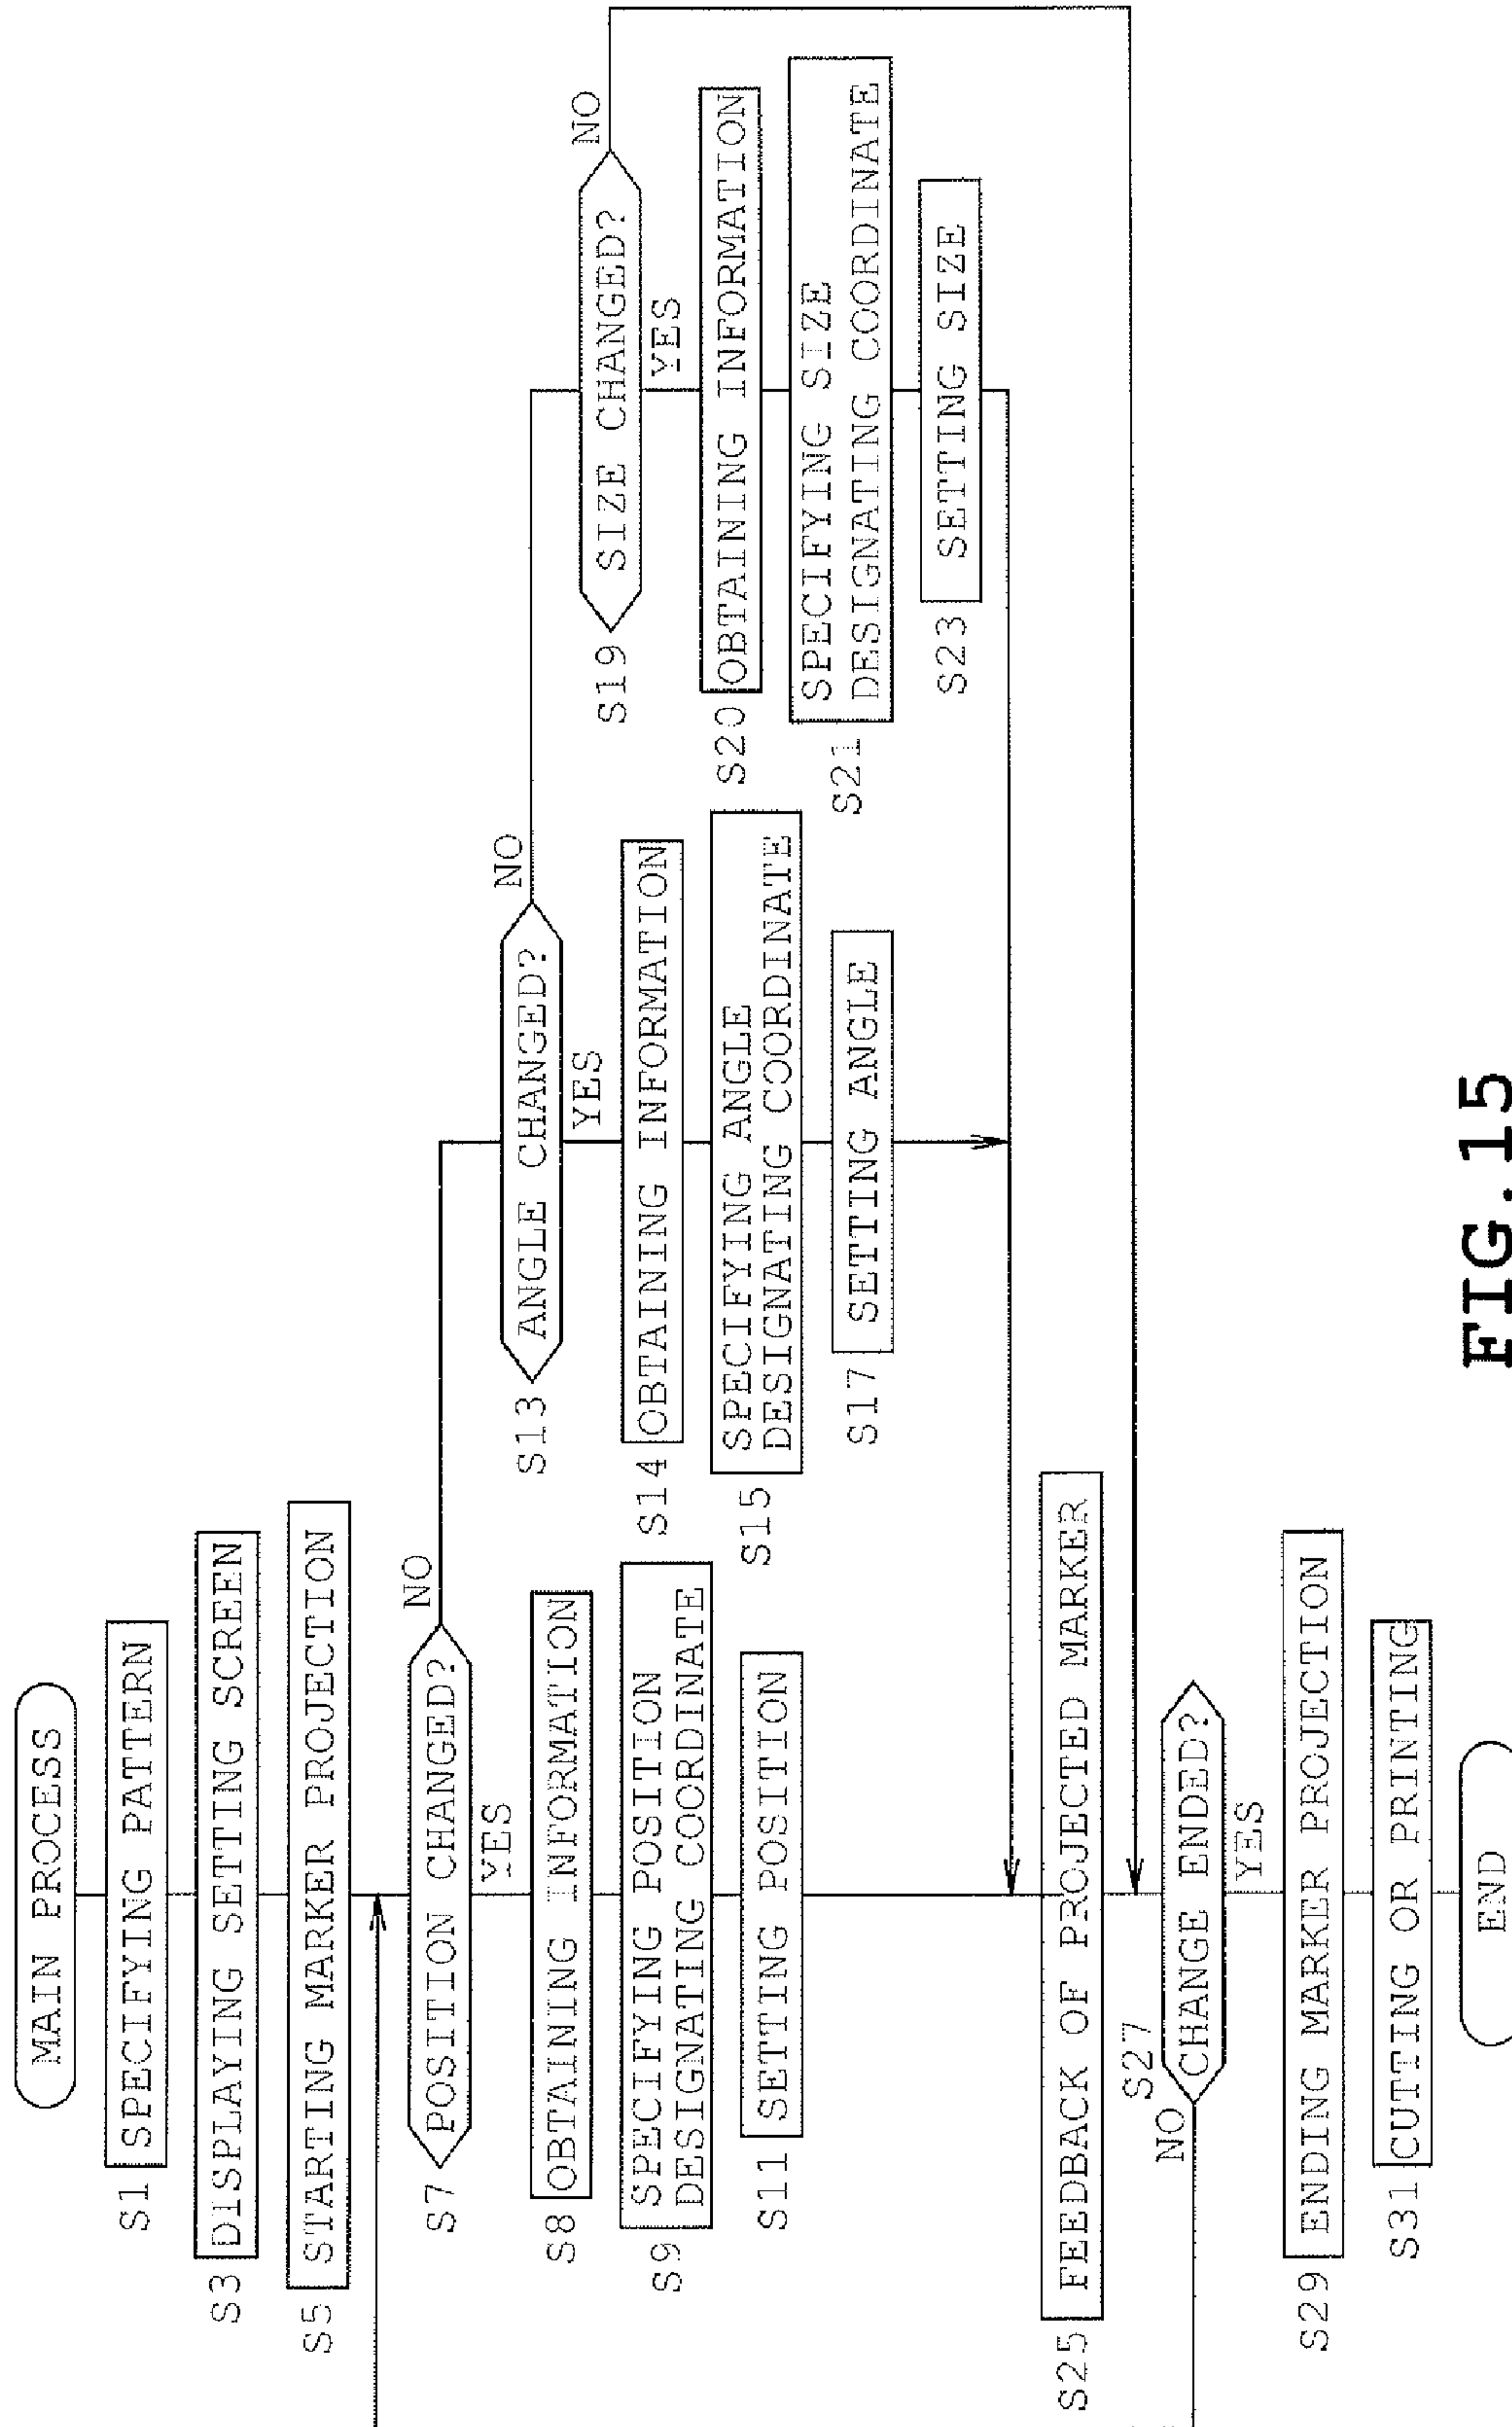 MAIN PROCESS
S1 SPECIFYING PATTERN
S3 DISPLAYING SETTING SCREEN
S5 STARTING MARKER PROJECTION
S7 POSITION CHANGED?
NO
YES
S8 OBTAINING INFORMATION
S9 SPECIFYING POSITION
DESIGNATING COORDINATE
S11 SETTING POSITION
S13 ANGLE CHANGED?
NO
YES
S14 OBTAINING INFORMATION
S15 SPECIFYING ANGLE
DESIGNATING COORDINATE
S17 SETTING ANGLE
S19 SIZE CHANGED?
NO
YES
S20 OBTAINING INFORMATION
S21 SPECIFYING SIZE
DESIGNATING COORDINATE
S23 SETTING SIZE
S25 FEEDBACK OF PROJECTED MARKER
S27
NO
CHANGE ENDED?
YES
S29 ENDING MARKER PROJECTION
S31 CUTTING OR PRINTING
END
FIG.15